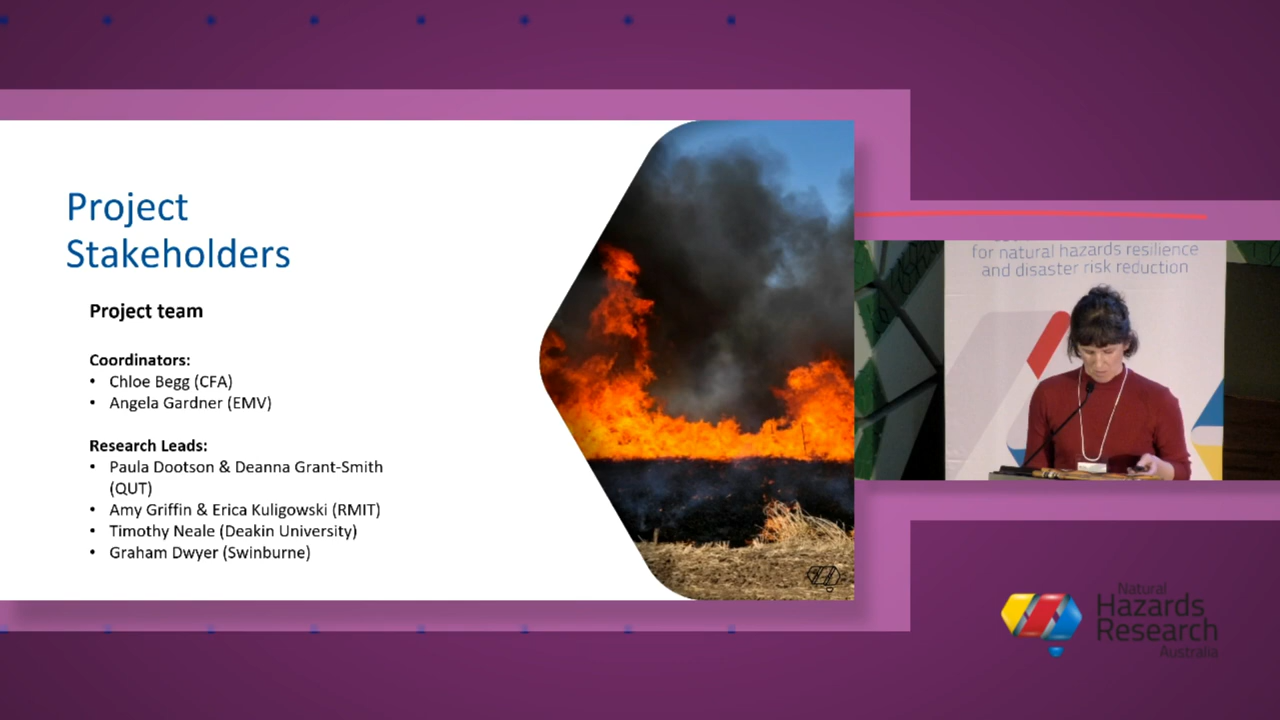 Project
Stakeholders
Project team
Coordinators:
• Chloe Begg (CFA)
• Angela Gardner (EMV)
Research Leads:
• Paula Dootson & Deanna Grant-Smith
(QUT)
• Amy Griffin & Erica Kuligowski (RMIT)
• Timothy Neale (Deakin University)
• Graham Dwyer (Swinburne)
for natural hazards resilience
and disaster risk reduction
Natural
Hazards
Research
Australia